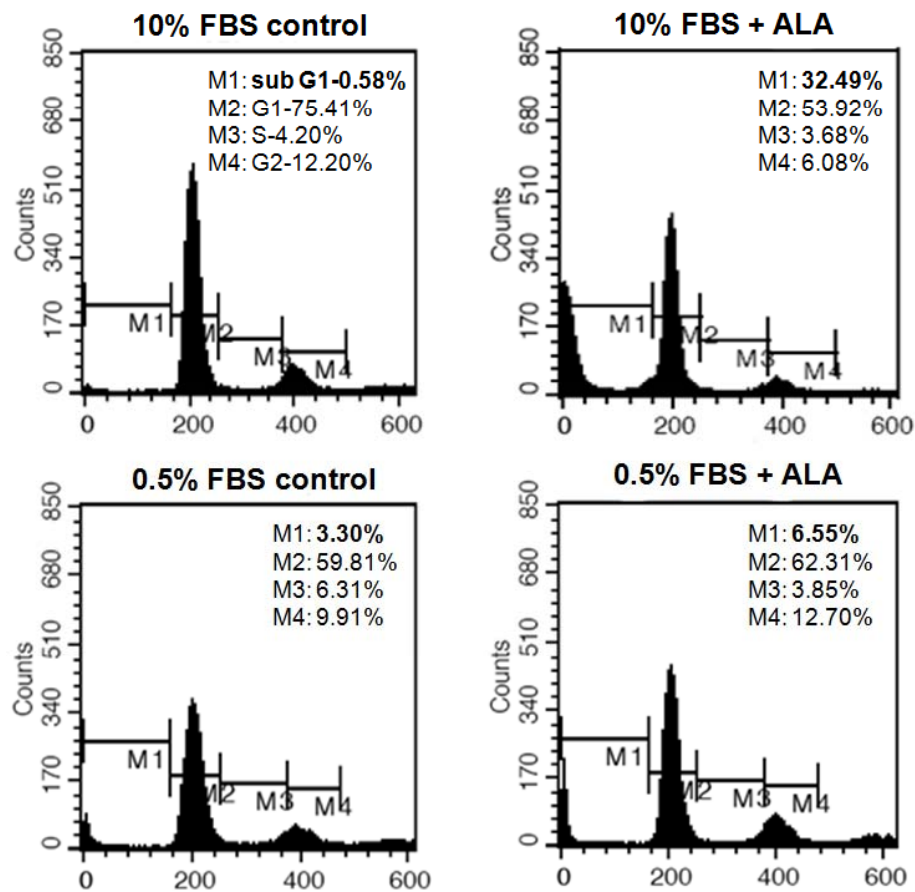 10% FBS control
850
680
510
340
170
0
Counts
M1: sub G1-0.58%
M2: G1-75.41%
M3: S-4.20%
M4: G2-12.20%
M1
M2
M3
M4
0 200 400 600
10% FBS + ALA
850
680
510
340
170
0
Counts
M1: 32.49%
M2: 53.92%
M3: 3.68%
M4: 6.08%
M1
M2
M3
M4
0 200 400 600
0.5% FBS control
850
680
510
340
170
0
Counts
M1: 3.30%
M2: 59.81%
M3: 6.31%
M4: 9.91%
M1
M2
M3
M4
0 200 400 600
0.5% FBS + ALA
850
680
510
340
170
0
Counts
M1: 6.55%
M2: 62.31%
M3: 3.85%
M4: 12.70%
M1
M2
M3
M4
0 200 400 600